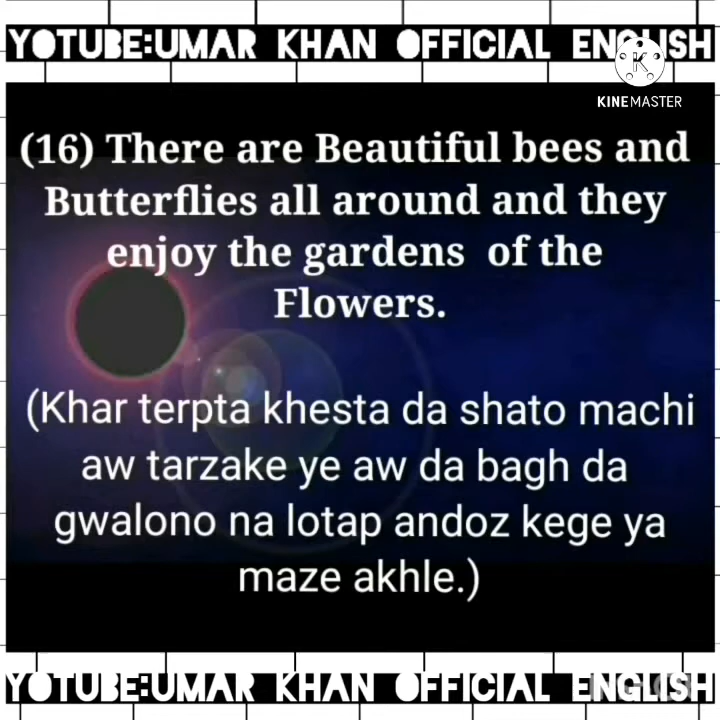 YOTUBE:UMAR KHAN OFFICIAL ENGLISH
KINEMASTER
(16) There are Beautiful bees and
Butterflies all around and they
enjoy the gardens of the
Flowers.
(Khar terpta khesta da shato machi
aw tarzake ye aw da bagh da
gwalono na lotap andoz kege ya
maze akhle.)
YOTUBE:UMAR KHAN OFFICIAL ENGLISH